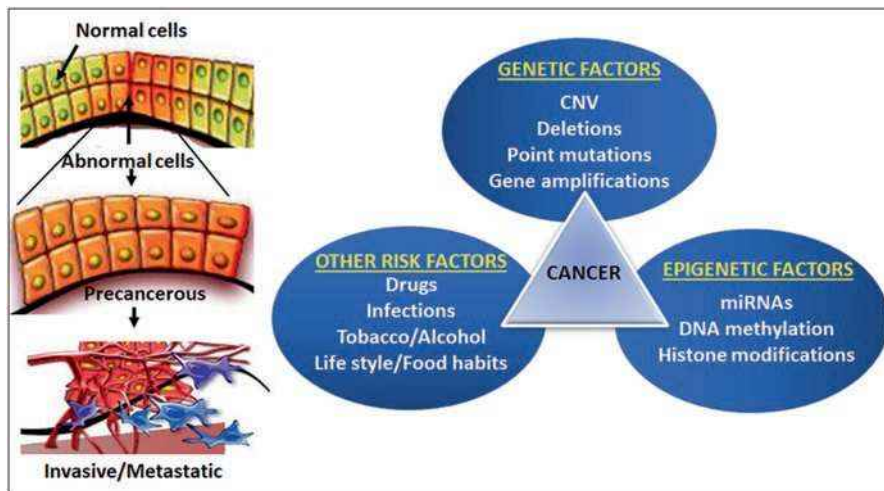 Normal cells
Abnormal cells
Precancerous
Invasive/Metastatic
GENETIC FACTORS
CNV
Deletions
Point mutations
Gene amplifications
OTHER RISK FACTORS
Drugs
Infections
Tobacco/Alcohol
Life style/Food habits
CANCER
EPIGENETIC FACTORS
miRNAs
DNA methylation
Histone modifications